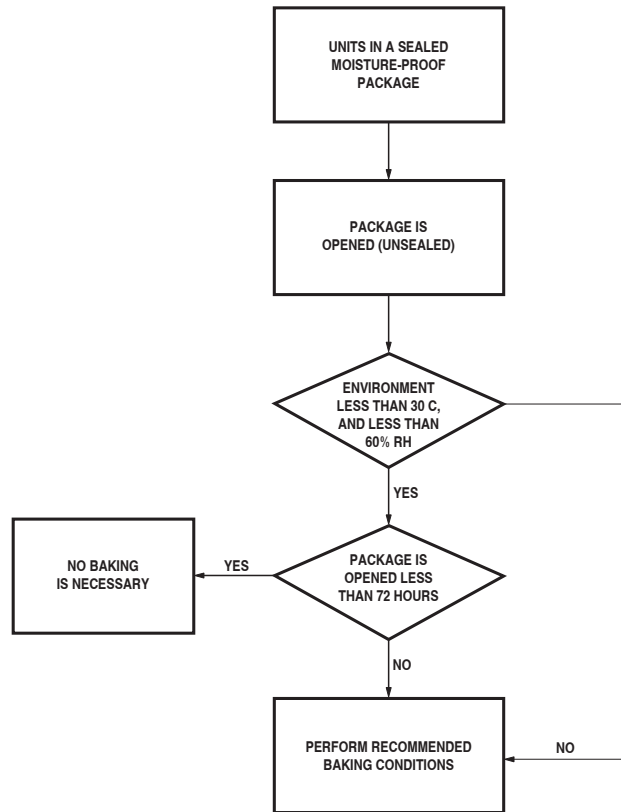 UNITS IN A SEALED
MOISTURE-PROOF
PACKAGE
PACKAGE IS
OPENED (UNSEALED)
ENVIRONMENT
LESS THAN 30 C,
AND LESS THAN
60% RH
YES
NO BAKING
IS NECESSARY
YES
PACKAGE IS
OPENED LESS
THAN 72 HOURS
NO
PERFORM RECOMMENDED
BAKING CONDITIONS
NO